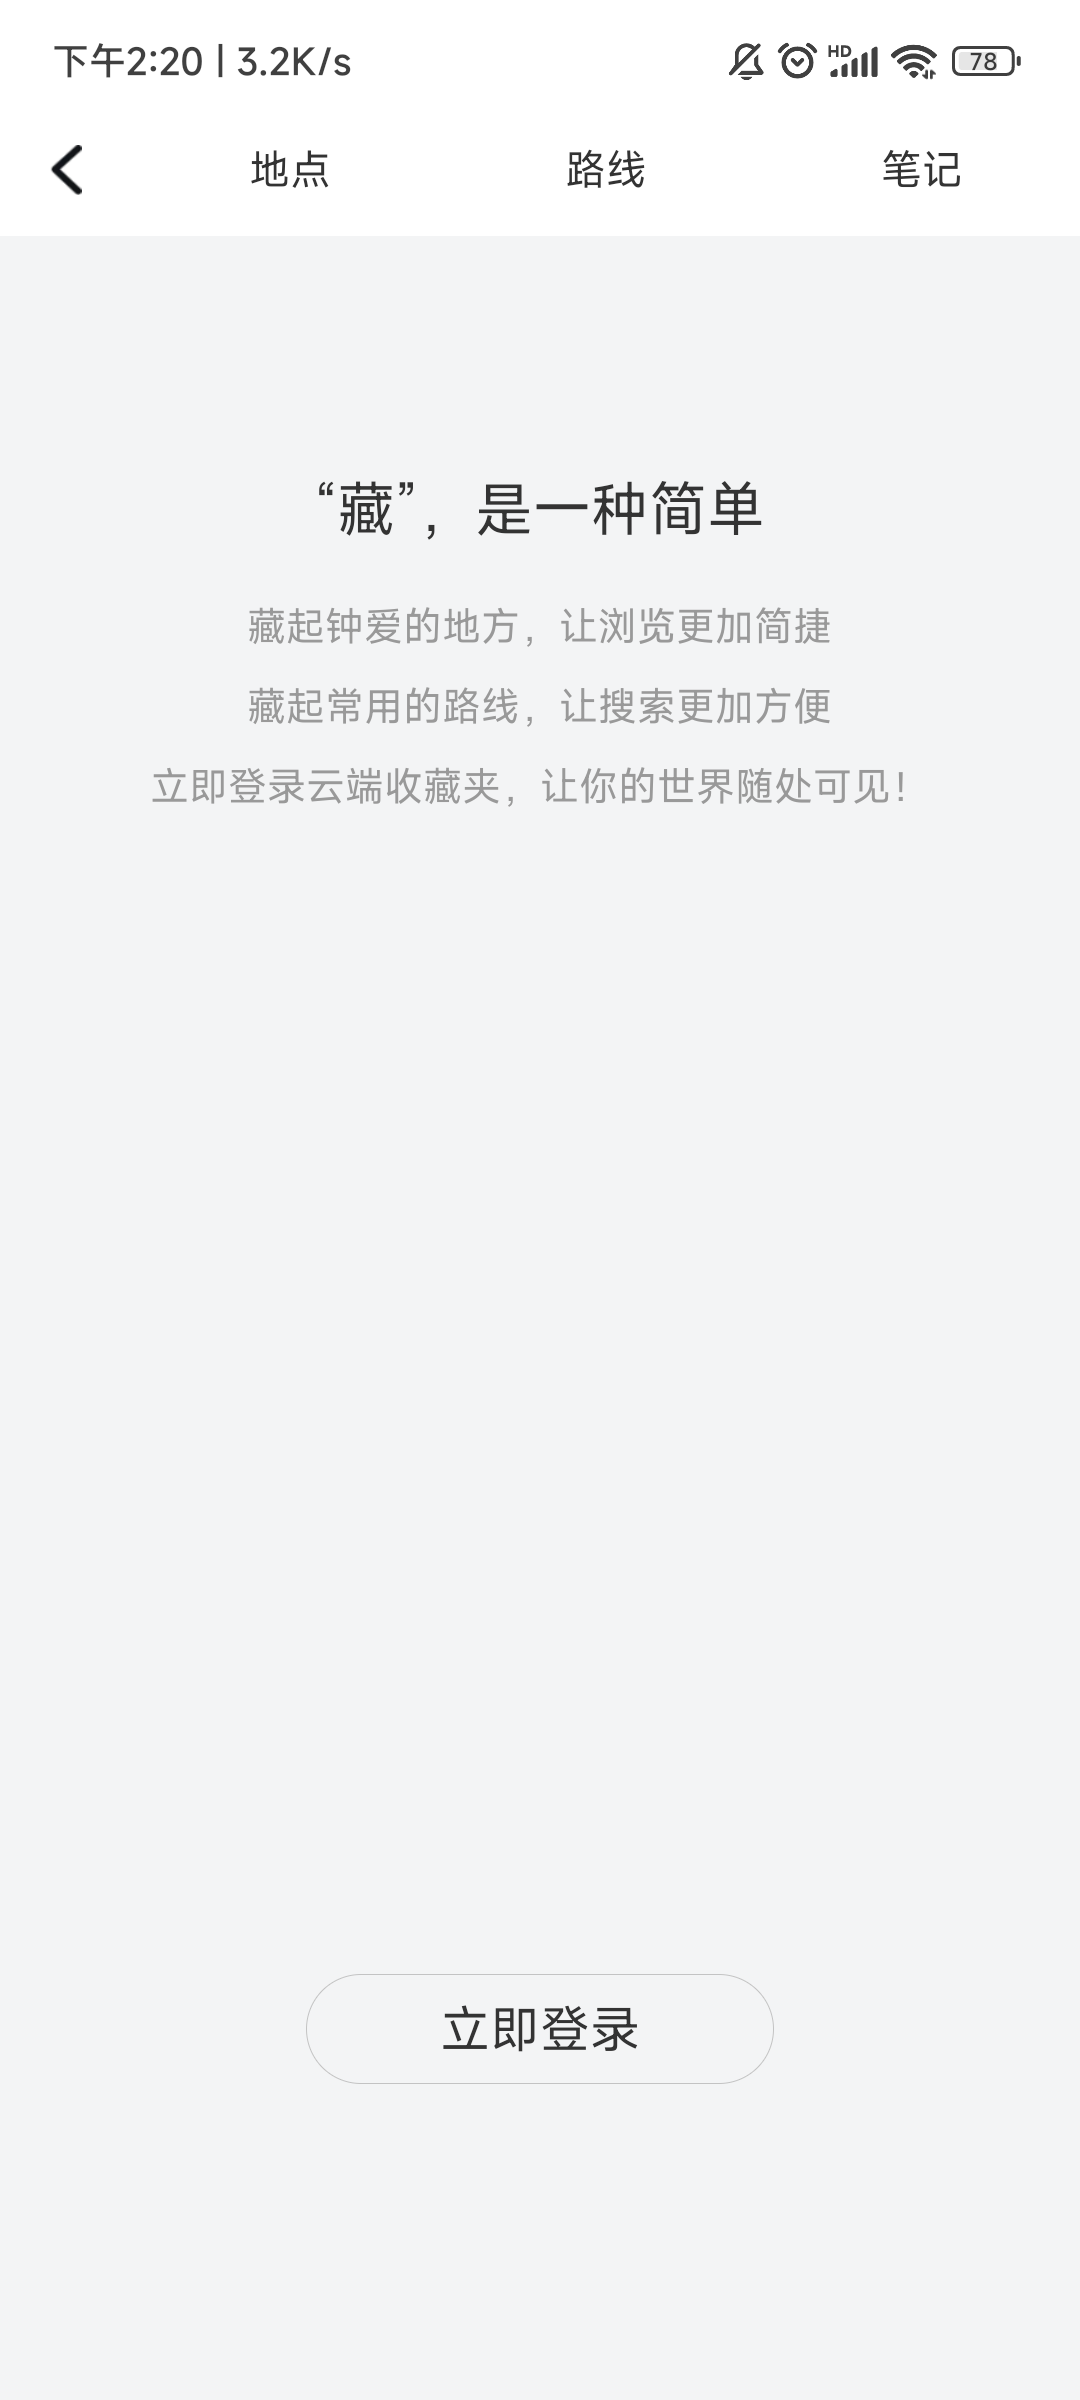 下午2:20 | 3.2K/s HD 78
地点 路线 笔记
“藏”，是一种简单
藏起钟爱的地方，让浏览更加简捷
藏起常用的路线，让搜索更加方便
立即登录云端收藏夹，让你的世界随处可见！
立即登录